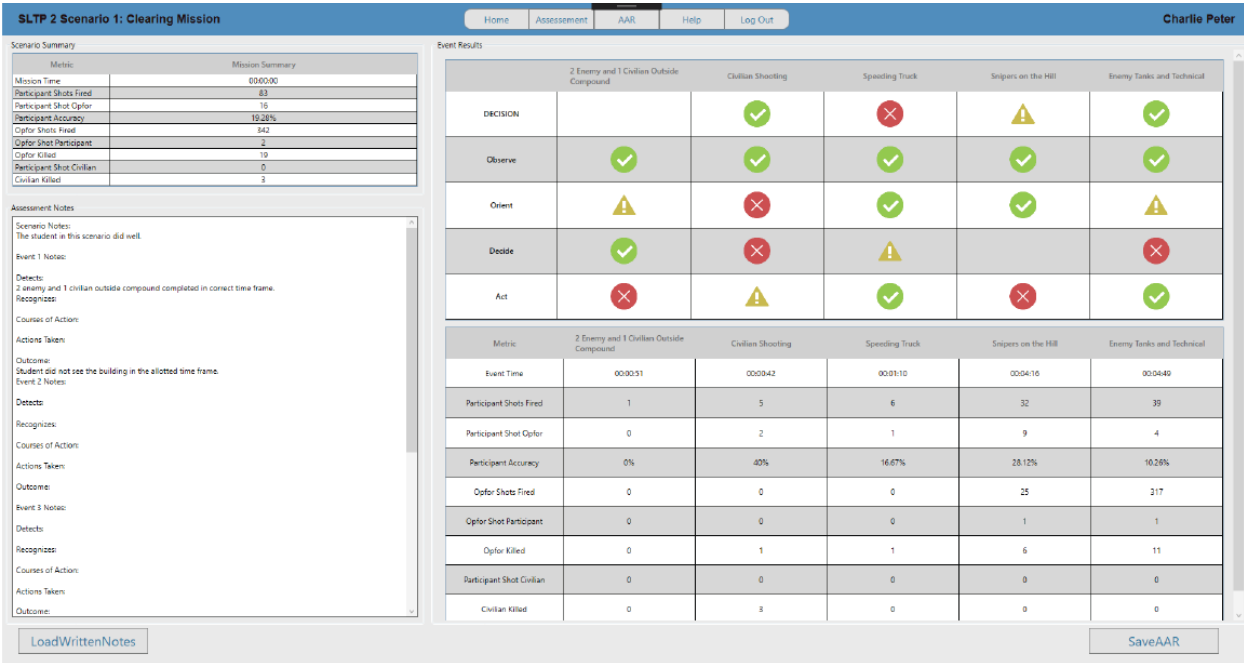 SLTP 2 Scenario 1: Clearing Mission
Home Assessement AAR Help Log Out
Charlie Peter
Scenario Summary
Metric Mission Summary
Mission Time 00:00:00
Participant Shots Fired 83
Participant Shot Opfor 16
Participant Accuracy 19.28%
Opfor Shots Fired 342
Opfor Shot Participant 2
Opfor Killed 19
Participant Shot Civilian 0
Civilian Killed 3
Assessment Notes
Scenario Notes:
The student in this scenario did well.
Event 1 Notes:
Detects:
2 enemy and 1 civilian outside compound completed in correct time frame.
Recognizes:
Courses of Action:
Actions Taken:
Outcome:
Student did not see the building in the allotted time frame.
Event 2 Notes:
Detects:
Recognizes:
Courses of Action:
Actions Taken:
Outcome:
Event 3 Notes:
Detects:
Recognizes:
Courses of Action:
Actions Taken:
Outcome:
LoadWrittenNotes
Event Results
2 Enemy and 1 Civilian Outside
Compound
Civilian Shooting Speeding Truck Snipers on the Hill Enemy Tanks and Technical
DECISION
Observe
Orient
Decide
Act
Metric
2 Enemy and 1 Civilian Outside
Compound
Civilian Shooting Speeding Truck Snipers on the Hill Enemy Tanks and Technical
Event Time 00:00:51 00:00:42 00:01:10 00:04:16 00:04:49
Participant Shots Fired 1 5 6 32 39
Participant Shot Opfor 0 2 1 9 4
Participant Accuracy 0% 40% 16.67% 28.12% 10.26%
Opfor Shots Fired 0 0 0 25 317
Opfor Shot Participant 0 0 0 1 1
Opfor Killed 0 1 1 6 11
Participant Shot Civilian 0 0 0 0 0
Civilian Killed 0 3 0 0 0
SaveAAR